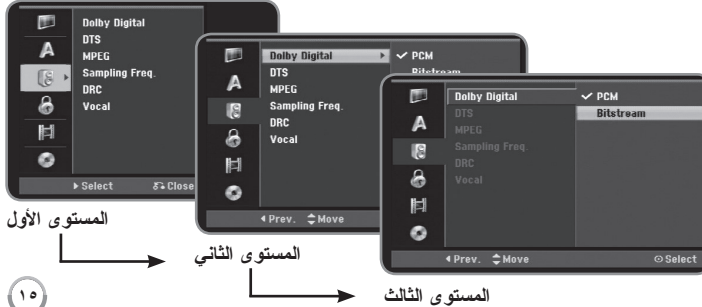 Dolby Digital
DTS
MPEG
Sampling Freq.
DRC
Vocal
Select
Close
المستوى الأول
Dolby Digital
DTS
MPEG
Sampling Freq.
DRC
Vocal
PCM
Bitstream
Prev. Move
المستوى الثاني
Dolby Digital
DTS
MPEG
Sampling Freq.
DRC
Vocal
PCM
Bitstream
Prev. Move
Select
المستوى الثالث
١٥